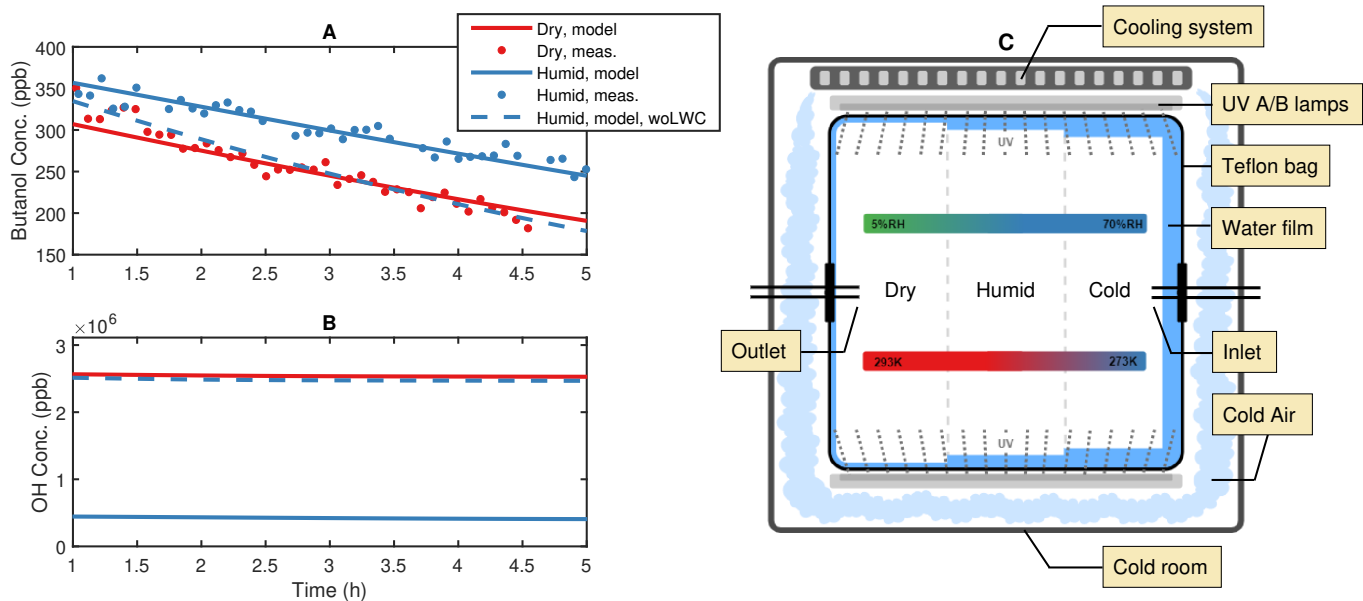 A
Dry, model
Dry, meas.
Humid, model
Humid, meas.
Humid, model, woLWC
400
350
300
250
200
150
Butanol Conc. (ppb)
1
1.5
2
2.5
3
3.5
4
4.5
5
B
×10⁶
3
2
1
0
OH Conc. (ppb)
1
1.5
2
2.5
3
3.5
4
4.5
5
Time (h)
C
Cooling system
UV A/B lamps
Teflon bag
Water film
UV
5%RH
70%RH
Dry
Humid
Cold
Outlet
Inlet
293K
273K
Cold Air
UV
Cold room